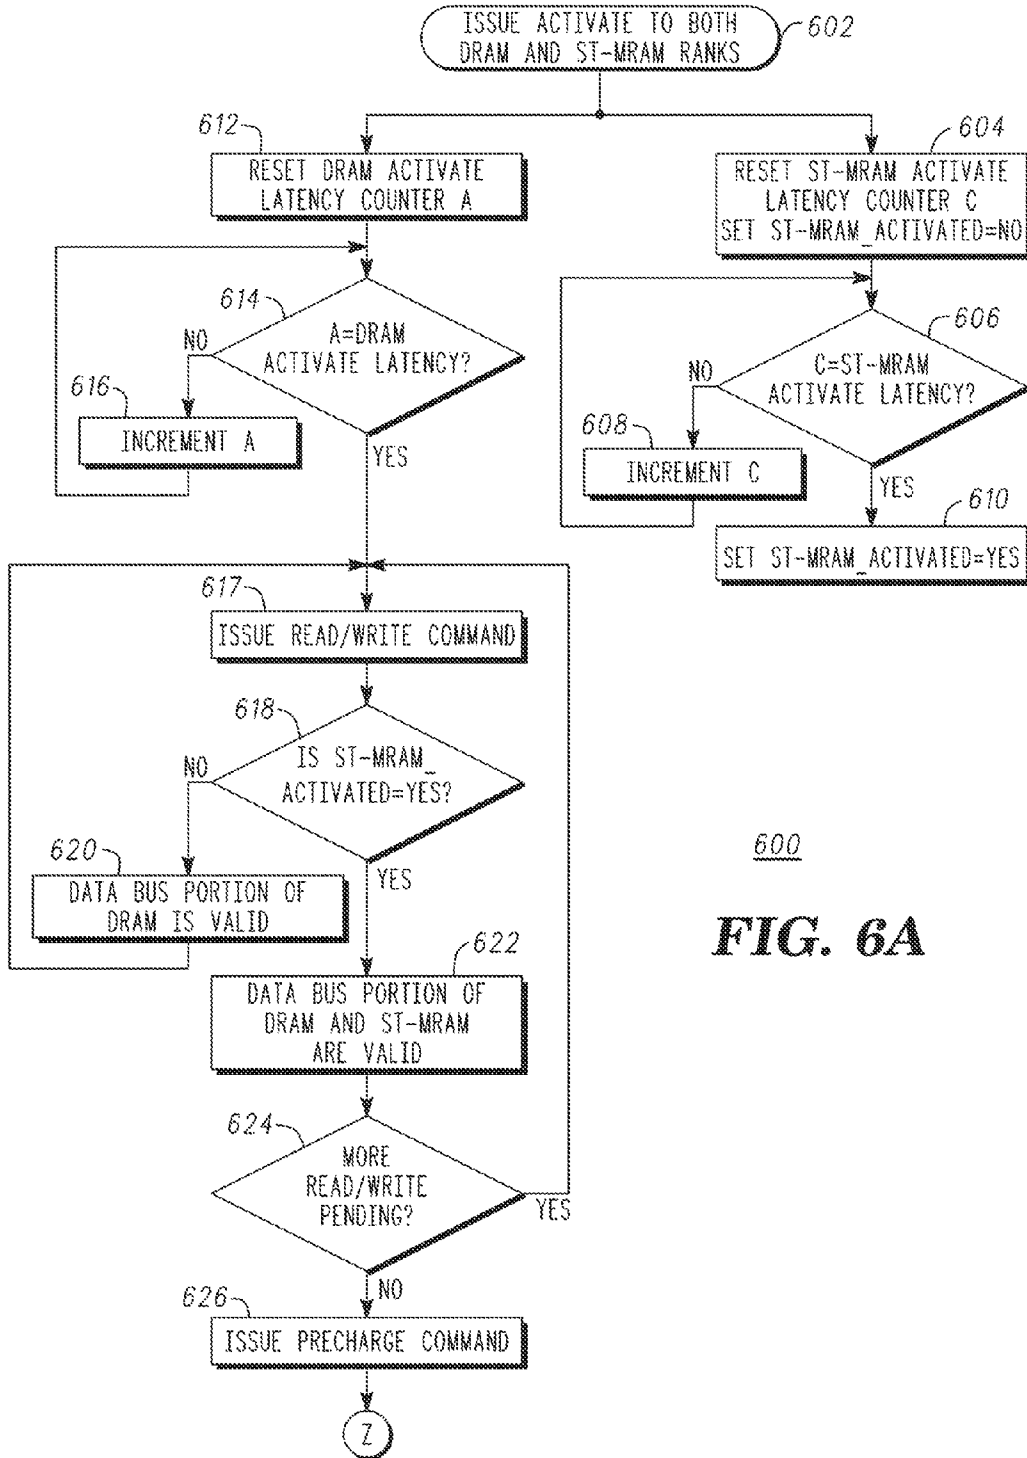 ISSUE ACTIVATE TO BOTH
DRAM AND ST-MRAM RANKS
602
612
RESET DRAM ACTIVATE
LATENCY COUNTER A
604
RESET ST-MRAM ACTIVATE
LATENCY COUNTER C
SET ST-MRAM_ACTIVATED=NO
614
A=DRAM
ACTIVATE LATENCY?
NO
616
INCREMENT A
YES
606
C=ST-MRAM
ACTIVATE LATENCY?
NO
608
INCREMENT C
YES
610
SET ST-MRAM_ACTIVATED=YES
617
ISSUE READ/WRITE COMMAND
618
IS ST-MRAM_
ACTIVATED=YES?
NO
620
DATA BUS PORTION OF
DRAM IS VALID
YES
622
DATA BUS PORTION OF
DRAM AND ST-MRAM
ARE VALID
624
MORE
READ/WRITE
PENDING?
YES
NO
626
ISSUE PRECHARGE COMMAND
Z
600
FIG. 6A